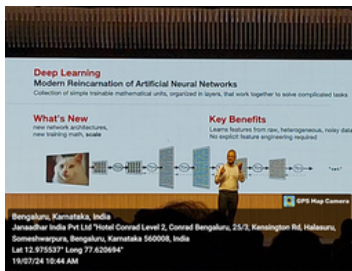 Deep Learning
Modern Reincarnation of Artificial Neural Networks
Collection of simple trainable mathematical units, organized in layers, that work together to solve complicated tasks
What's New
new network architectures,
new training math, scale
Key Benefits
Learns features from raw, heterogeneous, noisy data
No explicit feature engineering required
"cat"
GPS Map Camera
Bengaluru, Karnataka, India
Janaadhar India Pvt Ltd "Hotel Conrad Level 2, Conrad Bengaluru, 25/3, Kensington Rd, Halasuru,
Someshwarpura, Bengaluru, Karnataka 560008, India
Lat 12.975537° Long 77.620694°
19/07/24 10:44 AM